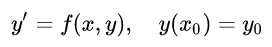 y′ = f(x, y),  y(x₀) = y₀